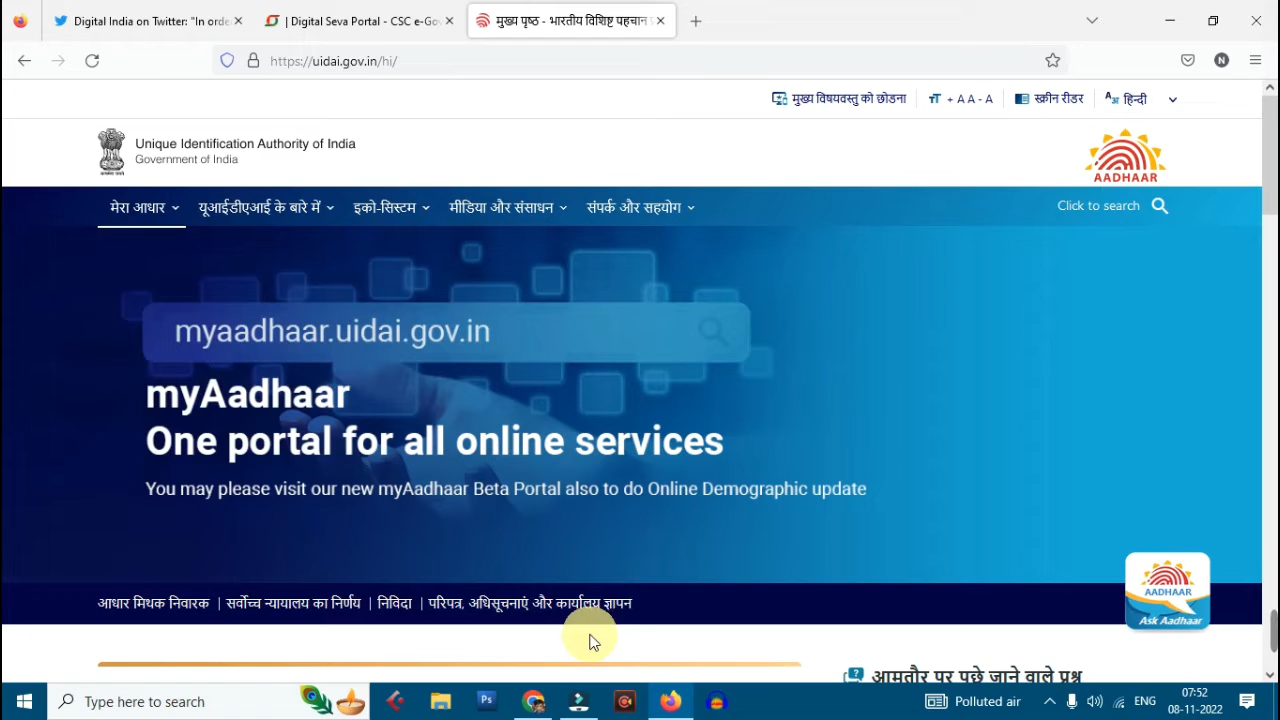 Digital India on Twitter: "In orde
| Digital Seva Portal - CSC e-Gov
मुख्य पृष्ठ - भारतीय विशिष्ट पहचान
https://uidai.gov.in/hi/
N
मुख्य विषयवस्तु को छोडना
TT + A A - A
स्क्रीन रीडर
Aअ हिन्दी
Unique Identification Authority of India
Government of India
AADHAAR
मेरा आधार
यूआईडीएआई के बारे में
इको-सिस्टम
मीडिया और संसाधन
संपर्क और सहयोग
Click to search
myaadhaar.uidai.gov.in
myAadhaar
One portal for all online services
You may please visit our new myAadhaar Beta Portal also to do Online Demographic update
AADHAAR
Ask Aadhaar
आधार मिथक निवारक | सर्वोच्च न्यायालय का निर्णय | निविदा | परिपत्र, अधिसूचनाएं और कार्यालय ज्ञापन
आमतौर पर पूछे जाने वाले प्रश्न
Type here to search
Ps
Polluted air
ENG
07:52
08-11-2022